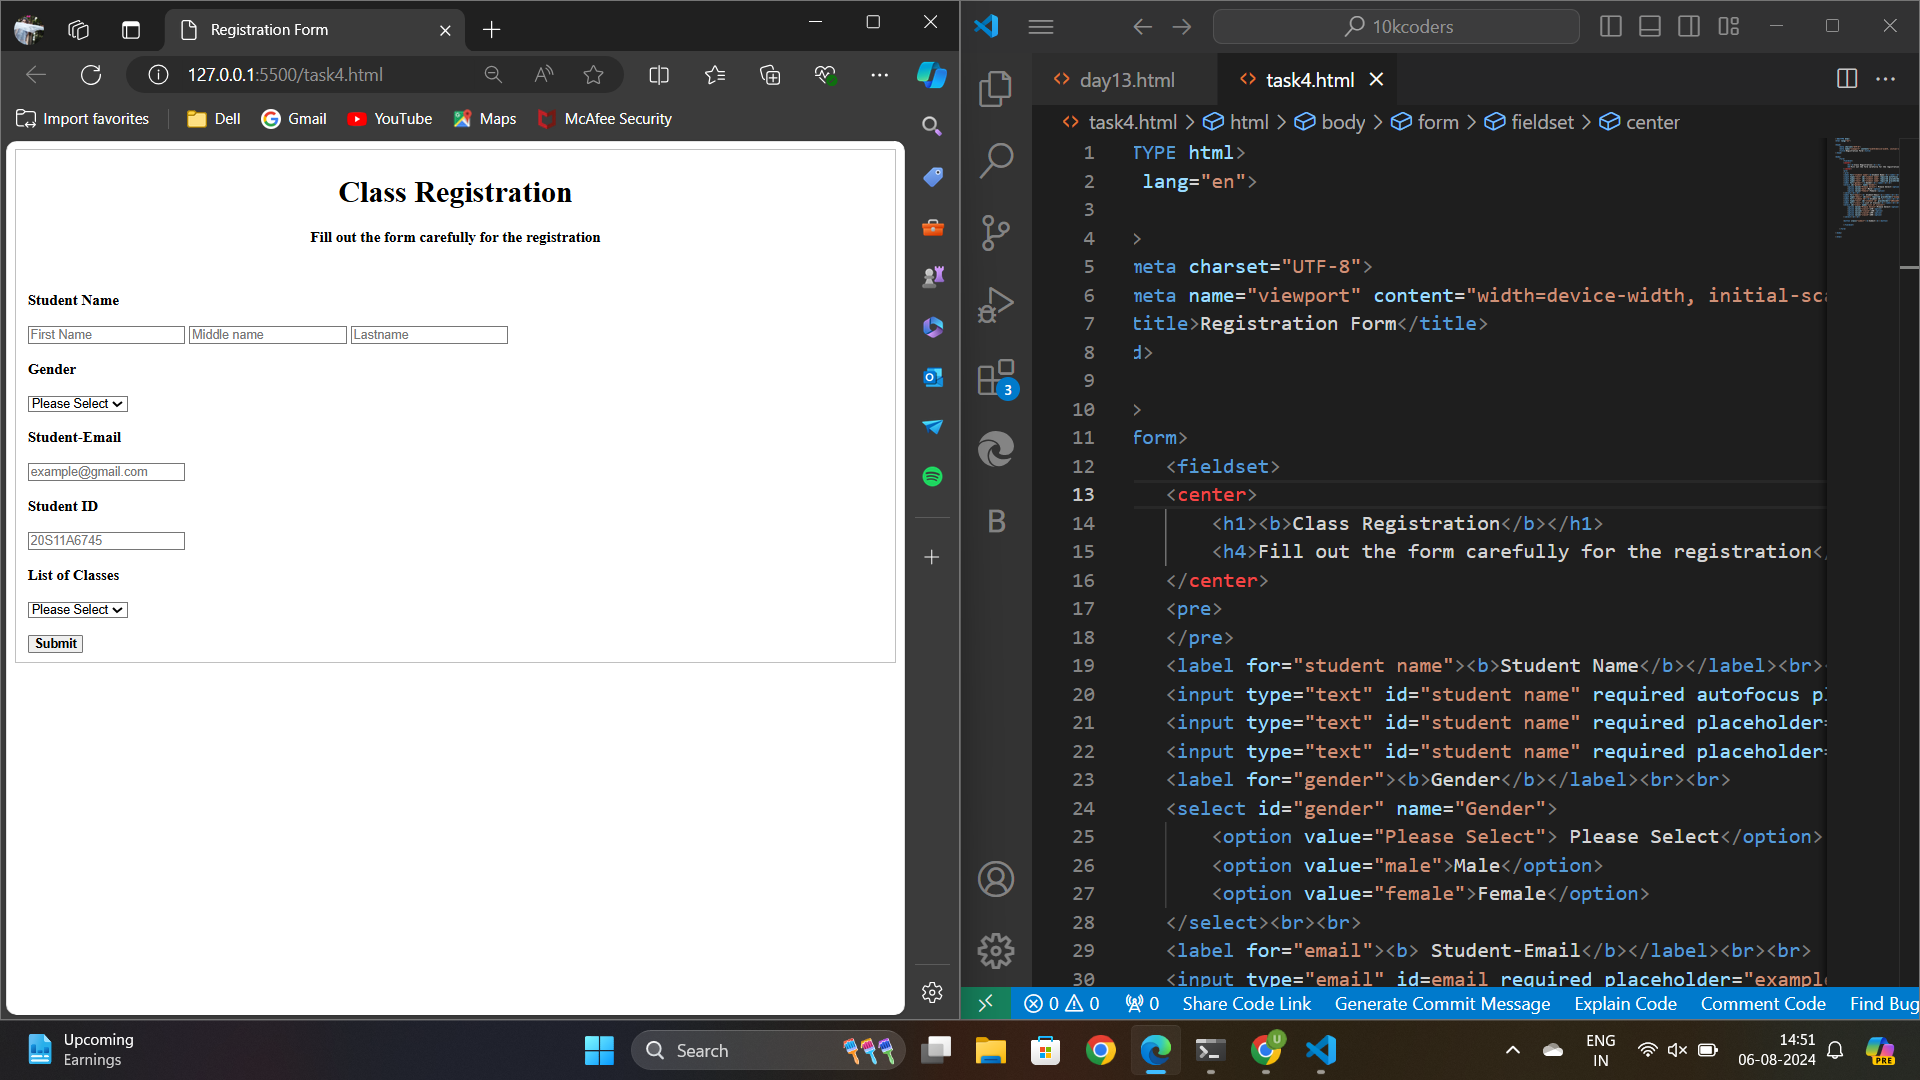 Registration Form
127.0.0.1:5500/task4.html
Import favorites
Dell
Gmail
YouTube
Maps
McAfee Security
Class Registration
Fill out the form carefully for the registration
Student Name
First Name
Middle name
Lastname
Gender
Please Select
Student-Email
example@gmail.com
Student ID
20S11A6745
List of Classes
Please Select
Submit
10kcoders
day13.html
task4.html
task4.html > html > body > form > fieldset > center
3
B
1 TYPE html>
2 lang="en">
3
4 >
5 meta charset="UTF-8">
6 meta name="viewport" content="width=device-width, initial-sca
7 title>Registration Form</title>
8 d>
9
10 >
11 form>
12 <fieldset>
13 <center>
14 <h1><b>Class Registration</b></h1>
15 <h4>Fill out the form carefully for the registration</
16 </center>
17 <pre>
18 </pre>
19 <label for="student name"><b>Student Name</b></label><br>
20 <input type="text" id="student name" required autofocus pl
21 <input type="text" id="student name" required placeholder=
22 <input type="text" id="student name" required placeholder=
23 <label for="gender"><b>Gender</b></label><br><br>
24 <select id="gender" name="Gender">
25 <option value="Please Select"> Please Select</option>
26 <option value="male">Male</option>
27 <option value="female">Female</option>
28 </select><br><br>
29 <label for="email"><b> Student-Email</b></label><br><br>
30 <input type="email" id=email required placeholder="exampl
0 0 0 Share Code Link Generate Commit Message Explain Code Comment Code Find Bug
Upcoming
Earnings
Search
U
ENG
IN
14:51
06-08-2024
PRE